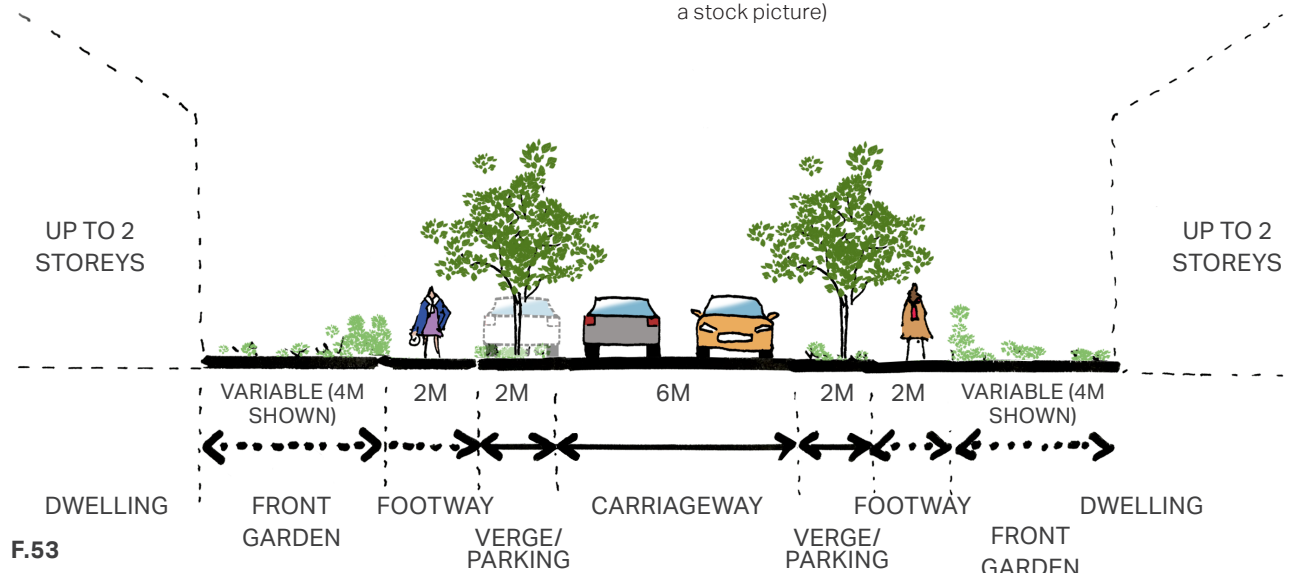 a stock picture)
UP TO 2
STOREYS
UP TO 2
STOREYS
VARIABLE (4M
SHOWN)
2M
2M
6M
2M
2M
VARIABLE (4M
SHOWN)
DWELLING
FRONT
GARDEN
FOOTWAY
VERGE/
PARKING
CARRIAGEWAY
VERGE/
PARKING
FOOTWAY
FRONT
GARDEN
DWELLING
F.53